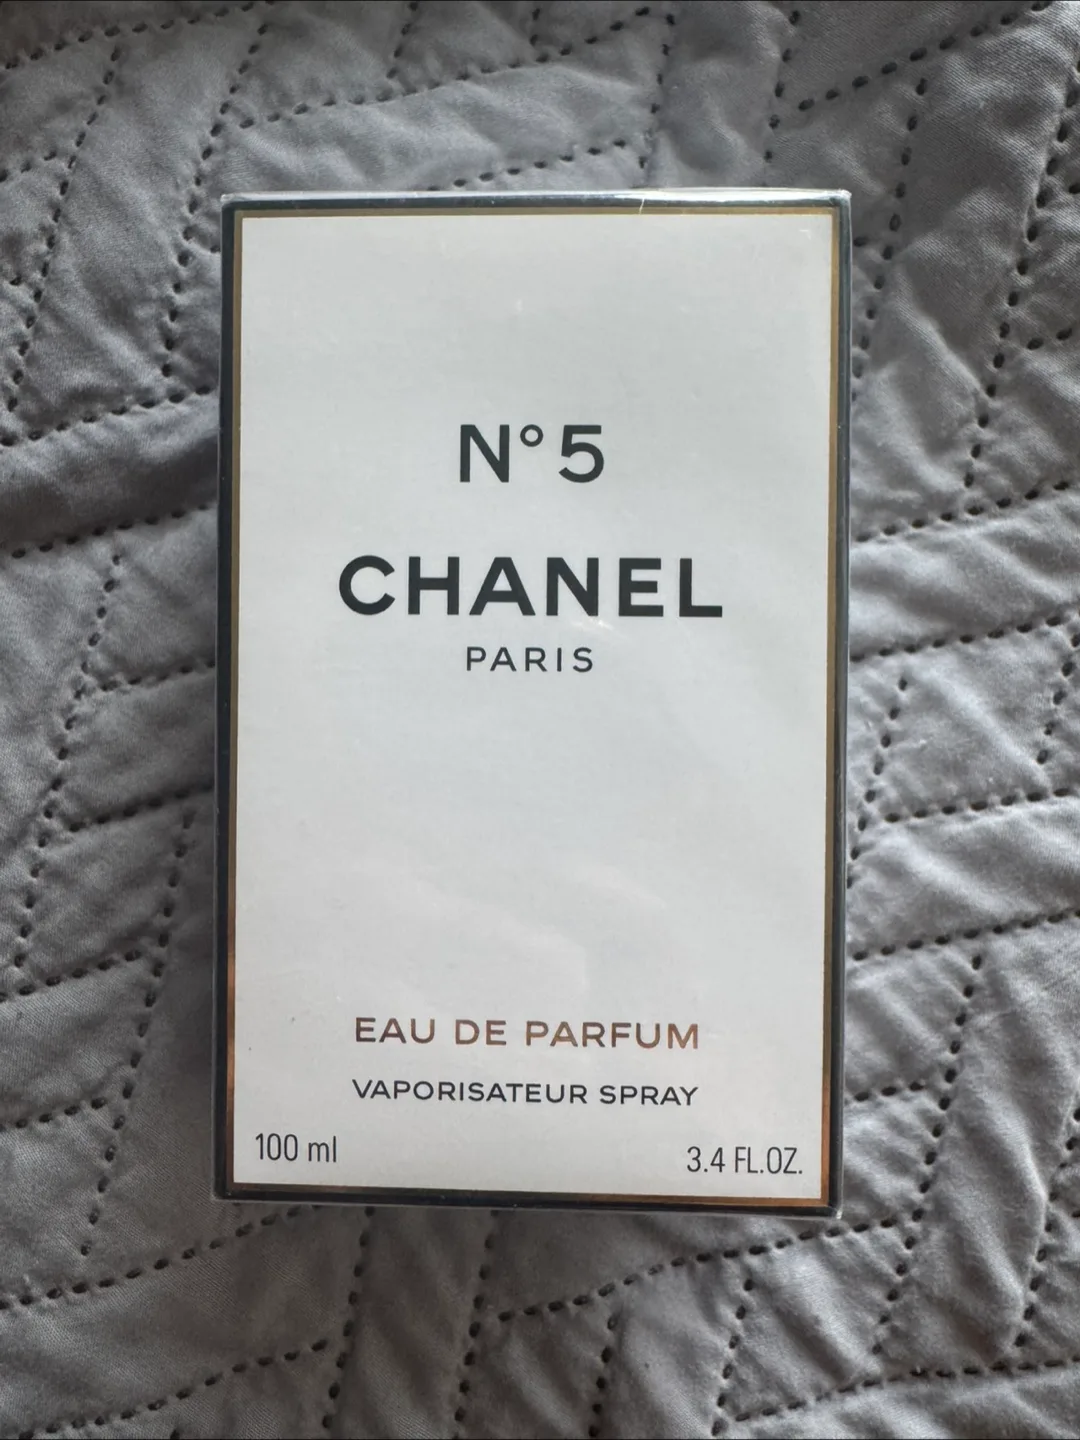 N°5
CHANEL
PARIS
EAU DE PARFUM
VAPORISATEUR SPRAY
100 ml
3.4 FL.OZ.